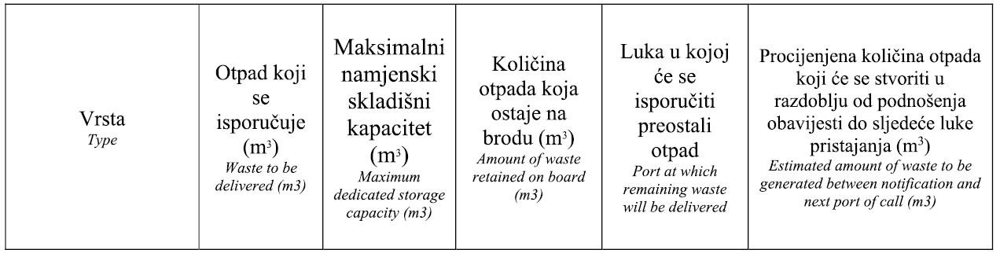 Vrsta
Type
Otpad koji
se
isporučuje
(m³)
Waste to be
delivered (m3)
Maksimalni
namjenski
skladišni
kapacitet
(m³)
Maximum
dedicated storage
capacity (m3)
Količina
otpada koja
ostaje na
brodu (m³)
Amount of waste
retained on board
(m3)
Luka u kojoj
će se
isporučiti
preostali
otpad
Port at which
remaining waste
will be delivered
Procijenjena količina otpada
koji će se stvoriti u
razdoblju od podnošenja
obavijesti do sljedeće luke
pristajanja (m³)
Estimated amount of waste to be
generated between notification and
next port of call (m3)